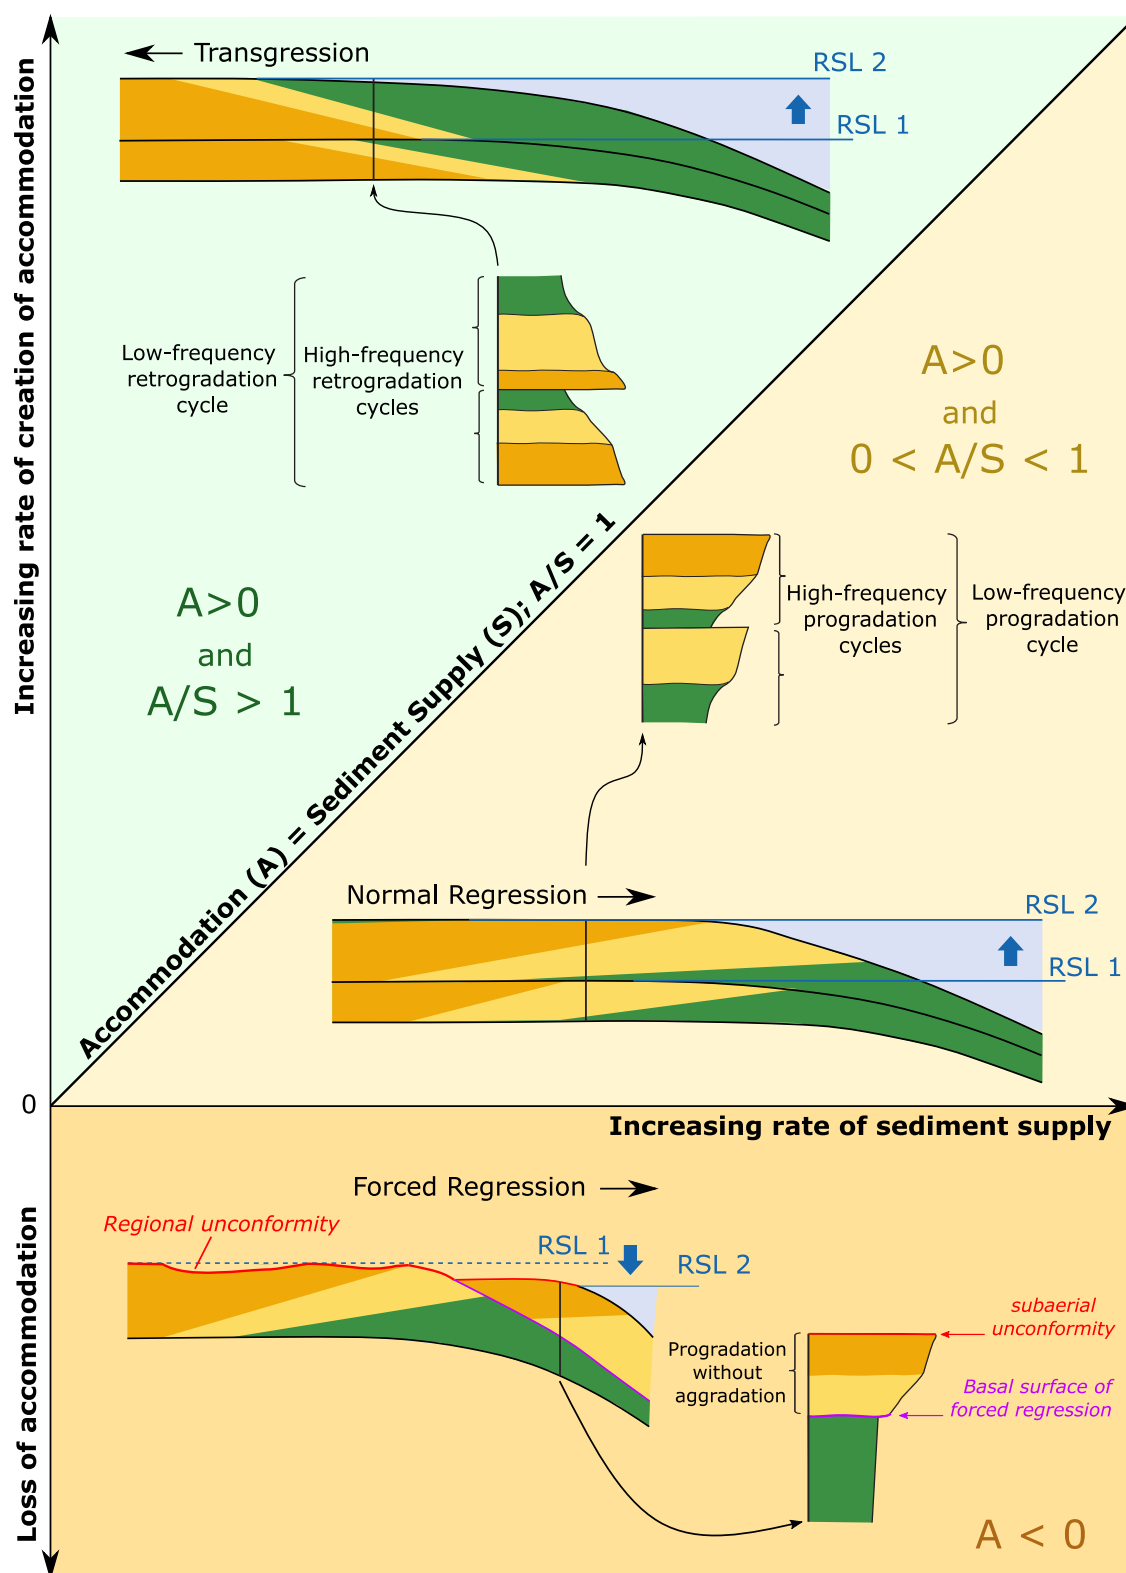 Increasing rate of creation of accommodation
Transgression
RSL 2
RSL 1
Low-frequency
retrogradation
cycle
High-frequency
retrogradation
cycles
A>0
and
0 < A/S < 1
A>0
and
A/S > 1
Accommodation (A) = Sediment Supply (S); A/S = 1
High-frequency
progradation
cycles
Low-frequency
progradation
cycle
Normal Regression
RSL 2
RSL 1
0
Increasing rate of sediment supply
Loss of accommodation
Forced Regression
Regional unconformity
RSL 1
RSL 2
Progradation
without
aggradation
subaerial
unconformity
Basal surface of
forced regression
A < 0